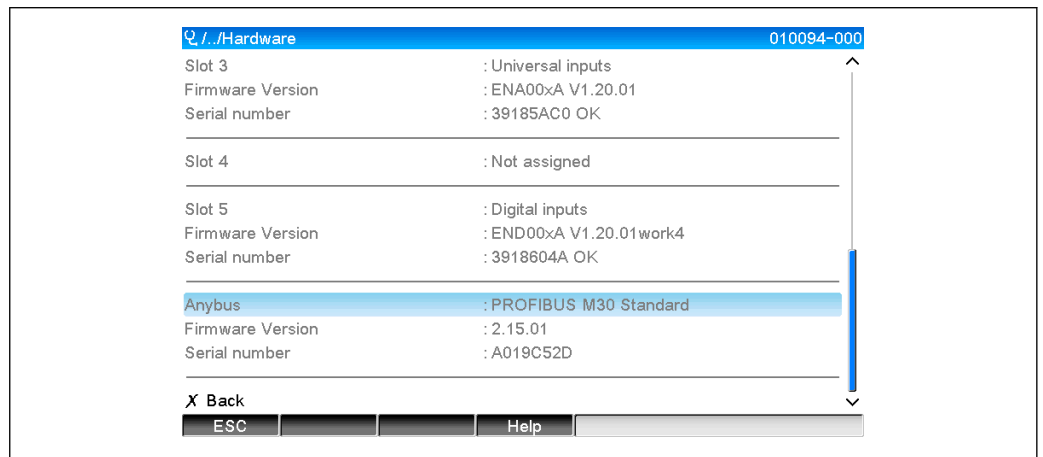 /../Hardware 010094-000
Slot 3 : Universal inputs
Firmware Version : ENA00xA V1.20.01
Serial number : 39185AC0 OK
Slot 4 : Not assigned
Slot 5 : Digital inputs
Firmware Version : END00xA V1.20.01work4
Serial number : 3918604A OK
Anybus : PROFIBUS M30 Standard
Firmware Version : 2.15.01
Serial number : A019C52D
X Back
ESC Help